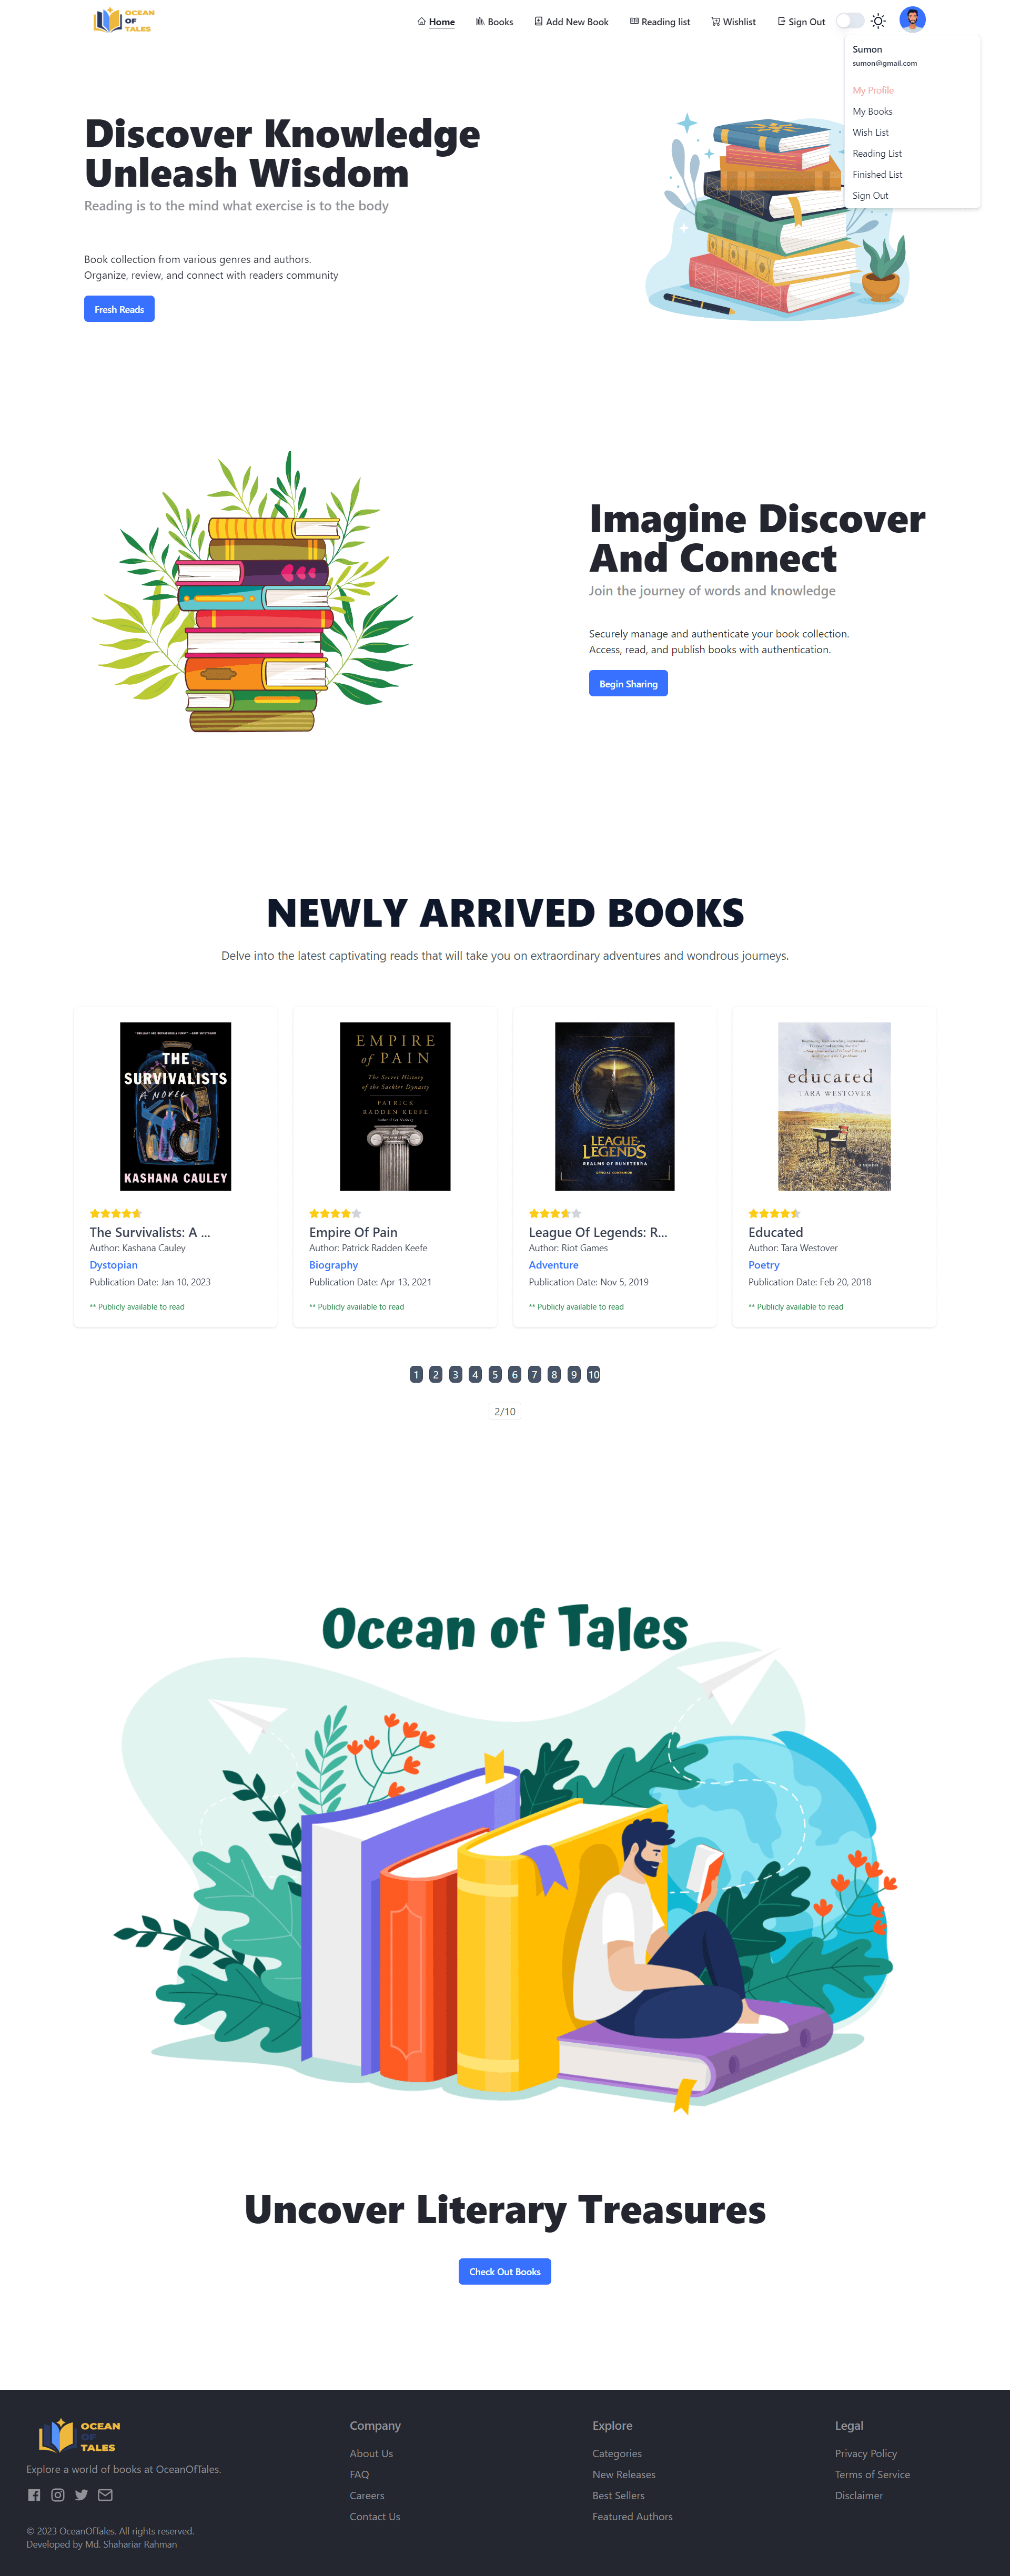 OCEAN
OF
TALES
Home
Books
Add New Book
Reading list
Wishlist
Sign Out
Sumon
sumon@gmail.com
My Profile
My Books
Wish List
Reading List
Finished List
Sign Out
Discover Knowledge
Unleash Wisdom
Reading is to the mind what exercise is to the body
Book collection from various genres and authors.
Organize, review, and connect with readers community
Fresh Reads
Imagine Discover
And Connect
Join the journey of words and knowledge
Securely manage and authenticate your book collection.
Access, read, and publish books with authentication.
Begin Sharing
NEWLY ARRIVED BOOKS
Delve into the latest captivating reads that will take you on extraordinary adventures and wondrous journeys.
THE
SURVIVALISTS
A NOVEL
KASHANA CAULEY
The Survivalists: A ...
Author: Kashana Cauley
Dystopian
Publication Date: Jan 10, 2023
** Publicly available to read
EMPIRE
of PAIN
The Secret History
of the Sackler Dynasty
PATRICK
RADDEN KEEFE
Empire Of Pain
Author: Patrick Radden Keefe
Biography
Publication Date: Apr 13, 2021
** Publicly available to read
LEAGUE
OF
LEGENDS
REALMS OF RUNETERRA
OFFICIAL COMPANION
League Of Legends: R...
Author: Riot Games
Adventure
Publication Date: Nov 5, 2019
** Publicly available to read
educated
TARA WESTOVER
A MEMOIR
Educated
Author: Tara Westover
Poetry
Publication Date: Feb 20, 2018
** Publicly available to read
1 2 3 4 5 6 7 8 9 10
2/10
Ocean of Tales
Uncover Literary Treasures
Check Out Books
OCEAN
OF
TALES
Explore a world of books at OceanOfTales.
© 2023 OceanOfTales. All rights reserved.
Developed by Md. Shahariar Rahman
Company
About Us
FAQ
Careers
Contact Us
Explore
Categories
New Releases
Best Sellers
Featured Authors
Legal
Privacy Policy
Terms of Service
Disclaimer